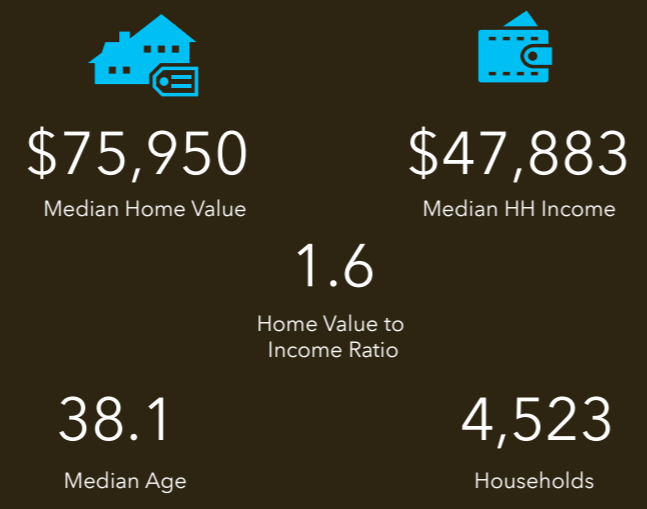 $75,950
$47,883
Median Home Value
Median HH Income
1.6
Home Value to
Income Ratio
38.1
4,523
Median Age
Households